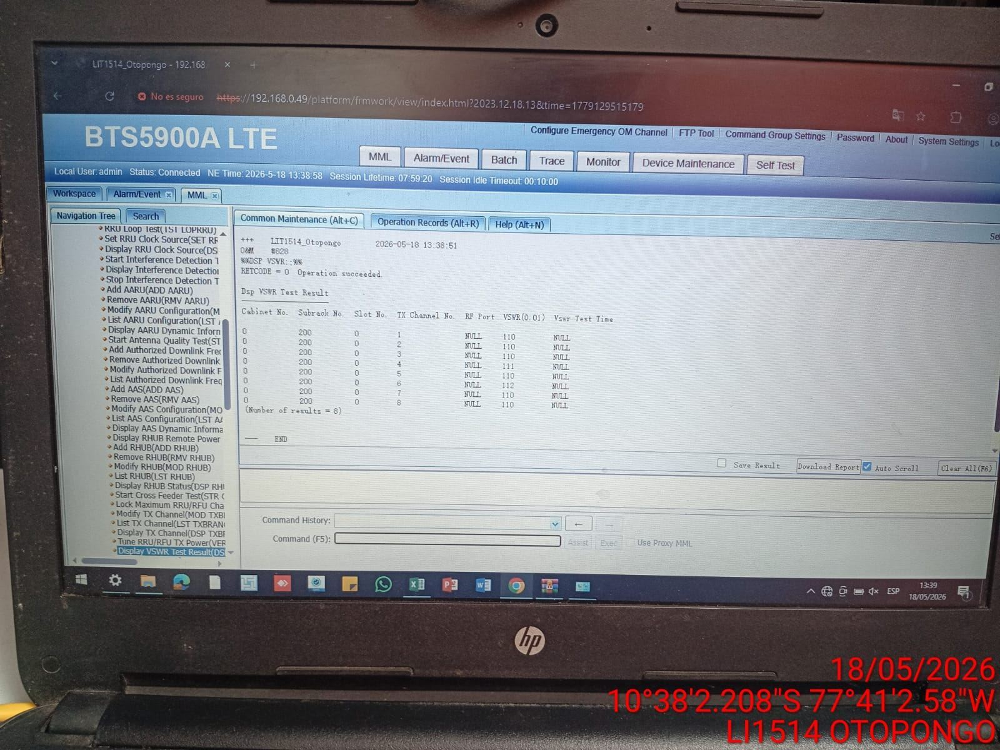 LIT1514_Otopongo - 192.168
No es seguro https://192.168.0.49/platform/frmwork/view/index.html?2023.12.18.13&time=1779129515179
BTS5900A LTE
Configure Emergency OM Channel | FTP Tool | Command Group Settings | Password | About | System Settings | Lo
MML Alarm/Event Batch Trace Monitor Device Maintenance Self Test
Local User: admin Status: Connected NE Time: 2026-5-18 13:38:58 Session Lifetime: 07:59:20 Session Idle Timeout: 00:10:00
Workspace Alarm/Event MML
Navigation Tree Search
RRU Loop Test(TST LOPRRU)
Set RRU Clock Source(SET RF
Display RRU Clock Source(DS
Start Interference Detection T
Display Interference Detection
Stop Interference Detection T
Add AARU(ADD AARU)
Remove AARU(RMV AARU)
Modify AARU Configuration(M
List AARU Configuration(LST
Display AARU Dynamic Inforn
Start Antenna Quality Test(ST
Add Authorized Downlink Fre
Remove Authorized Downlink
Modify Authorized Downlink F
List Authorized Downlink Freq
Add AAS(ADD AAS)
Remove AAS(RMV AAS)
Modify AAS Configuration(MO
List AAS Configuration(LST AA
Display AAS Dynamic Informa
Display RHUB Remote Power
Add RHUB(ADD RHUB)
Remove RHUB(RMV RHUB)
Modify RHUB(MOD RHUB)
List RHUB(LST RHUB)
Display RHUB Status(DSP RHU
Start Cross Feeder Test(STR C
Lock Maximum RRU/RFU Cha
Modify TX Channel(MOD TXBI
List TX Channel(LST TXBRAN
Display TX Channel(DSP TXBF
Tune RRU/RFU TX Power(VER
Display VSWR Test Result(DS
Common Maintenance (Alt+C) Operation Records (Alt+R) Help (Alt+N)
Se
+++ LIT1514_Otopongo 2026-05-18 13:38:51
O&M #828
%%DSP VSWR:;%%
RETCODE = 0 Operation succeeded.
Dsp VSWR Test Result
Cabinet No. Subrack No. Slot No. TX Channel No. RF Port VSWR(0.01) Vswr Test Time
0 200 0 1 NULL 110 NULL
0 200 0 2 NULL 110 NULL
0 200 0 3 NULL 110 NULL
0 200 0 4 NULL 111 NULL
0 200 0 5 NULL 110 NULL
0 200 0 6 NULL 112 NULL
0 200 0 7 NULL 110 NULL
0 200 0 8 NULL 110 NULL
(Number of results = 8)
--- END
Save Result Download Report Auto Scroll Clear All(F6)
Command History:
Command (F5): Assist Exec Use Proxy MML
ESP
13:39
18/05/2026
1
hp
18/05/2026
10°38'2.208"S 77°41'2.58"W
LI1514 OTOPONGO